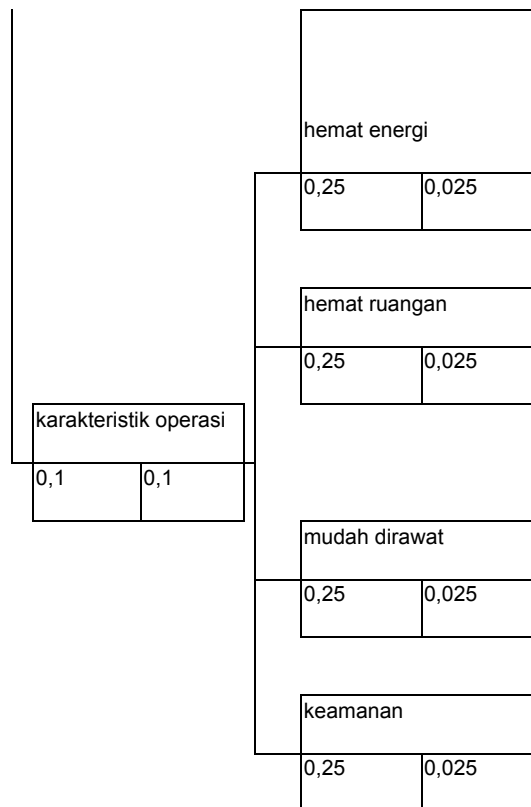 hemat energi
0,25 0,025
hemat ruangan
0,25 0,025
karakteristik operasi
0,1 0,1
mudah dirawat
0,25 0,025
keamanan
0,25 0,025